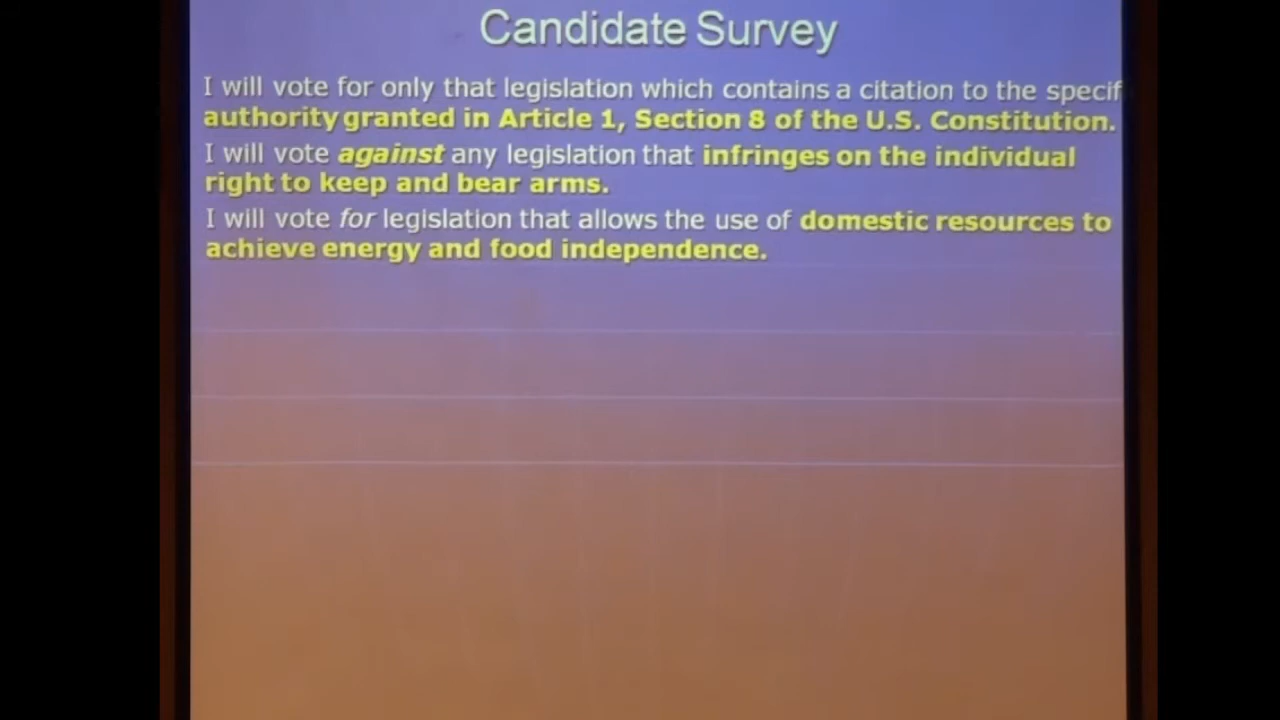 Candidate Survey
I will vote for only that legislation which contains a citation to the specif
authority granted in Article 1, Section 8 of the U.S. Constitution.
I will vote against any legislation that infringes on the individual
right to keep and bear arms.
I will vote for legislation that allows the use of domestic resources to
achieve energy and food independence.